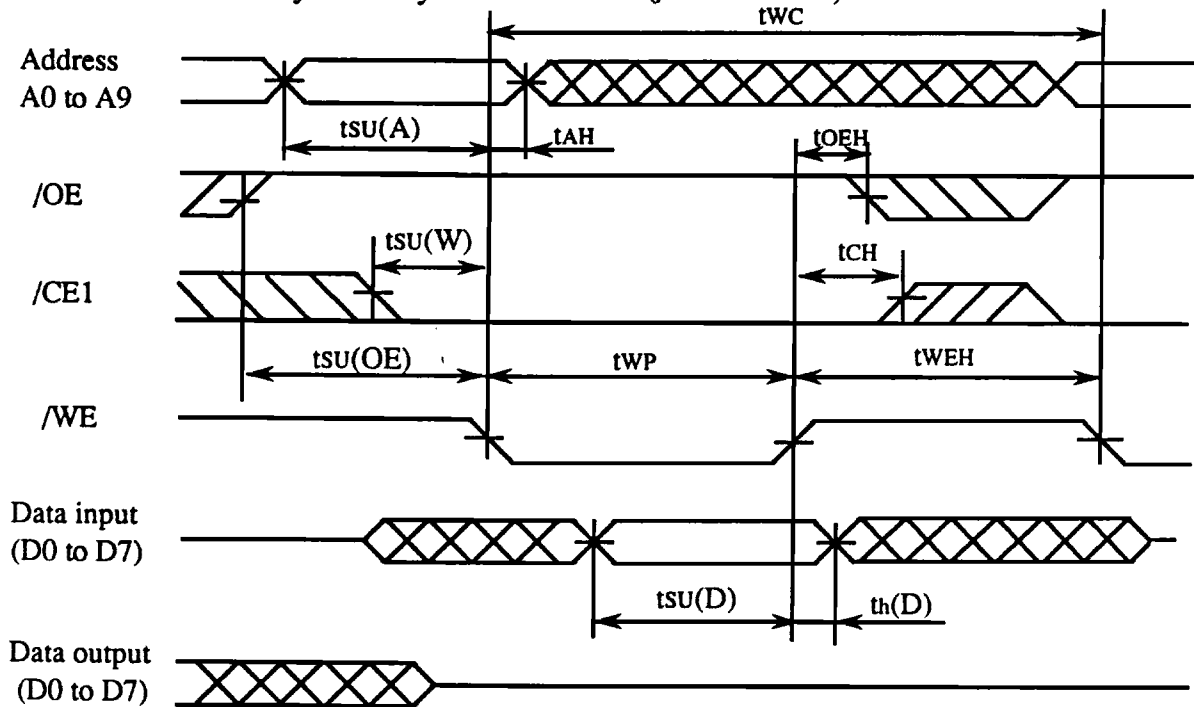 tWC
Address
A0 to A9
tSU(A)
tAH
tOEH
/OE
tSU(W)
tCH
/CE1
tSU(OE)
tWP
tWEH
/WE
Data input
(D0 to D7)
tSU(D)
th(D)
Data output
(D0 to D7)